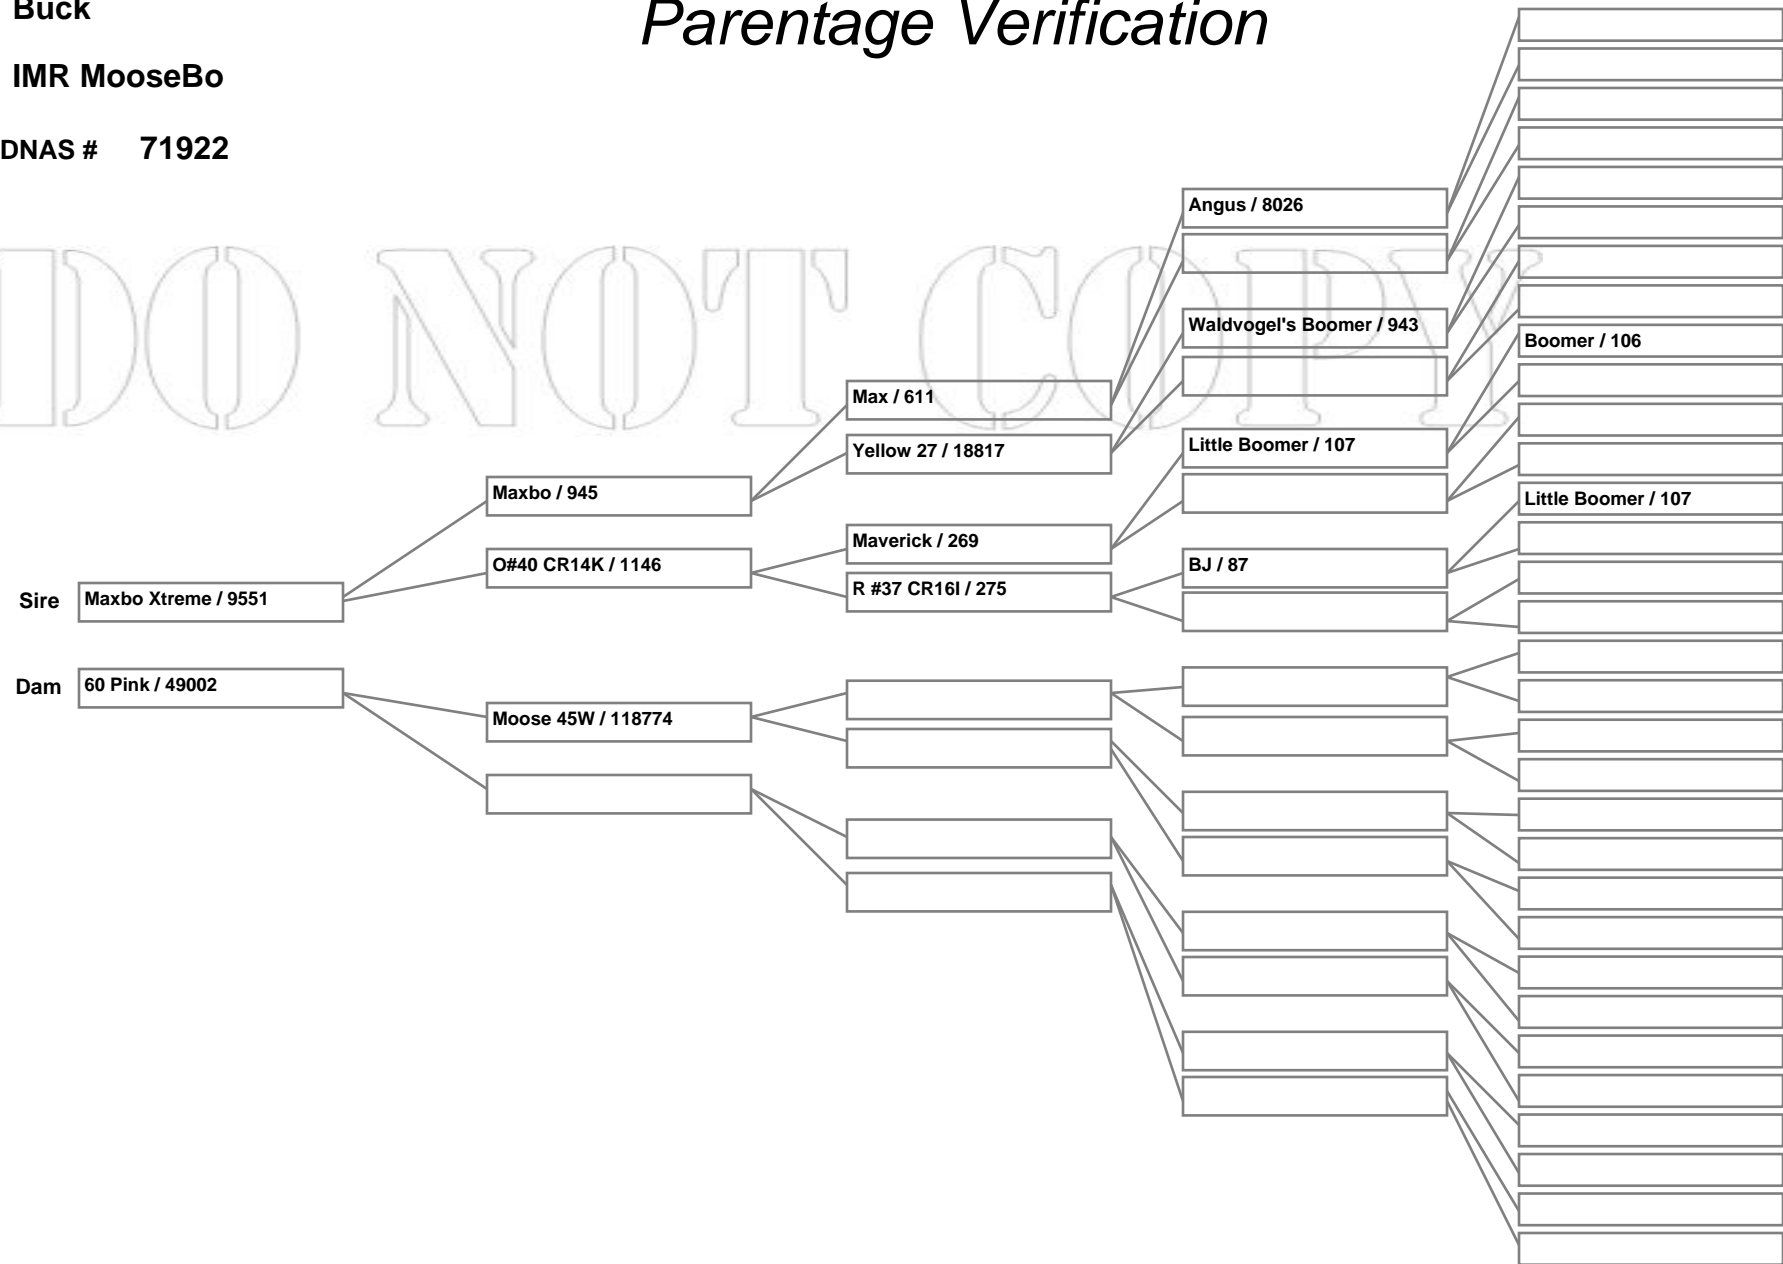 Buck
Parentage Verification
IMR MooseBo
DNAS # 71922
DO NOT COPY
Angus / 8026
Waldvogel's Boomer / 943
Boomer / 106
Max / 611
Yellow 27 / 18817
Little Boomer / 107
Maxbo / 945
Little Boomer / 107
Maverick / 269
O#40 CR14K / 1146
BJ / 87
R #37 CR16I / 275
Sire Maxbo Xtreme / 9551
Dam 60 Pink / 49002
Moose 45W / 118774